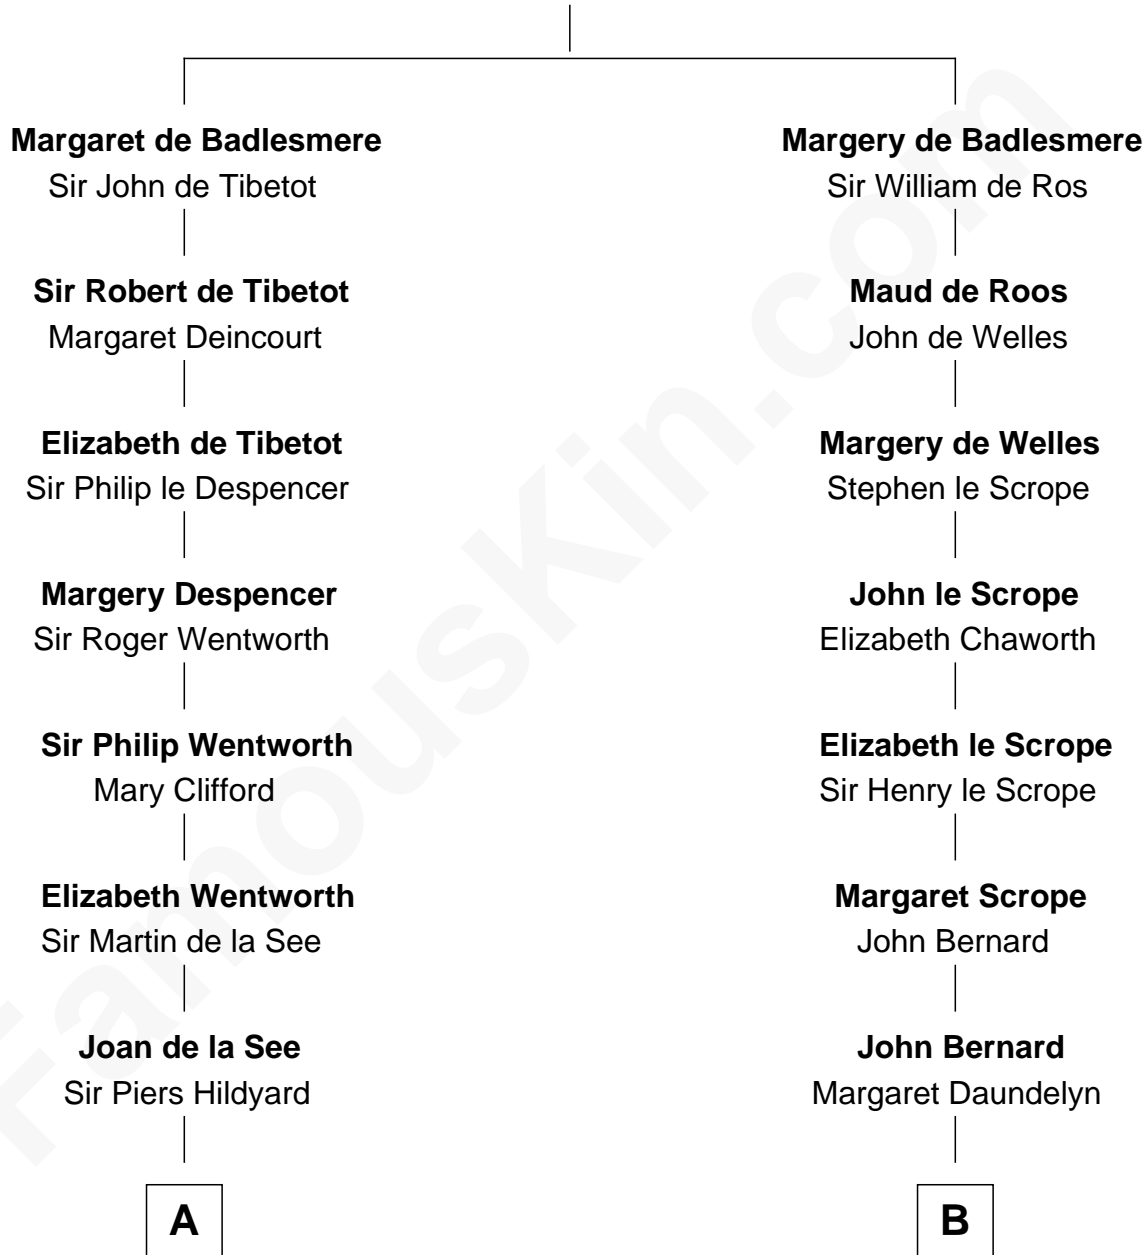 Margaret de Badlesmere
Sir John de Tibetot
Sir Robert de Tibetot
Margaret Deincourt
Elizabeth de Tibetot
Sir Philip le Despencer
Margery Despencer
Sir Roger Wentworth
Sir Philip Wentworth
Mary Clifford
Elizabeth Wentworth
Sir Martin de la See
Joan de la See
Sir Piers Hildyard
A
Margery de Badlesmere
Sir William de Ros
Maud de Roos
John de Welles
Margery de Welles
Stephen le Scrope
John le Scrope
Elizabeth Chaworth
Elizabeth le Scrope
Sir Henry le Scrope
Margaret Scrope
John Bernard
John Bernard
Margaret Daundelyn
B
FamousKin.com